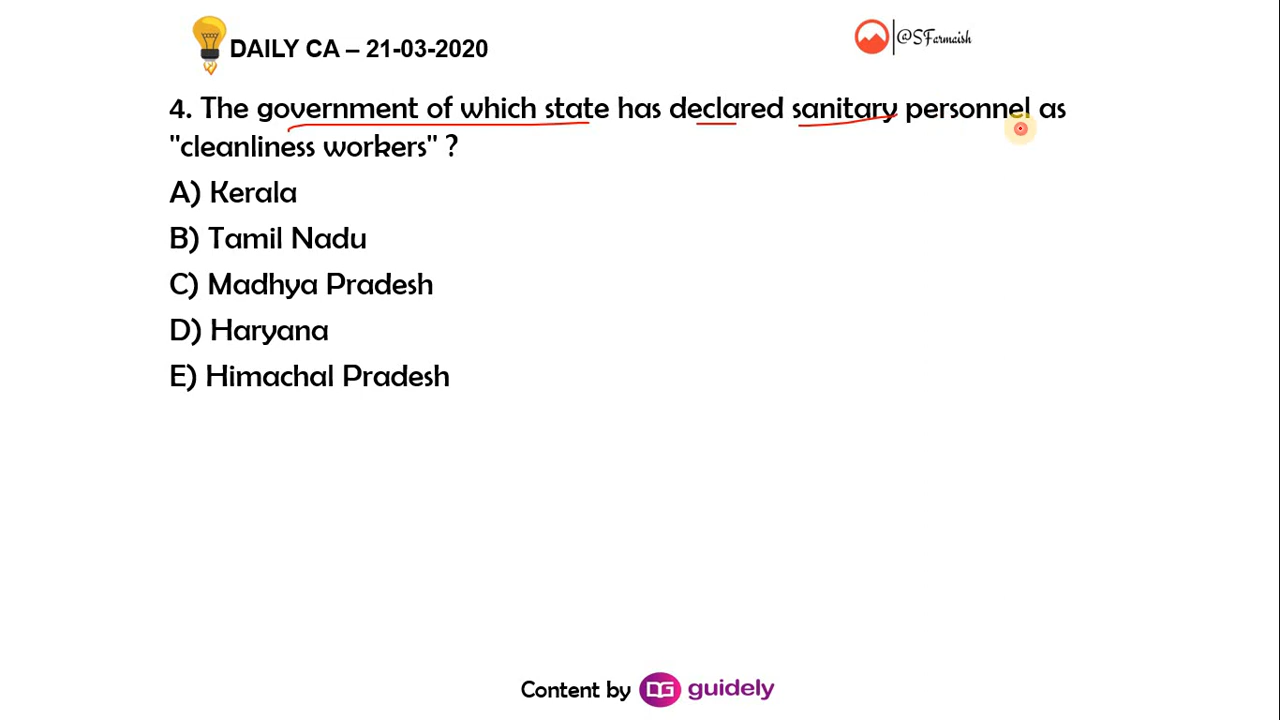 DAILY CA – 21-03-2020
@SFarmaish
4. The government of which state has declared sanitary personnel as
"cleanliness workers" ?
A) Kerala
B) Tamil Nadu
C) Madhya Pradesh
D) Haryana
E) Himachal Pradesh
Content by DG guidely